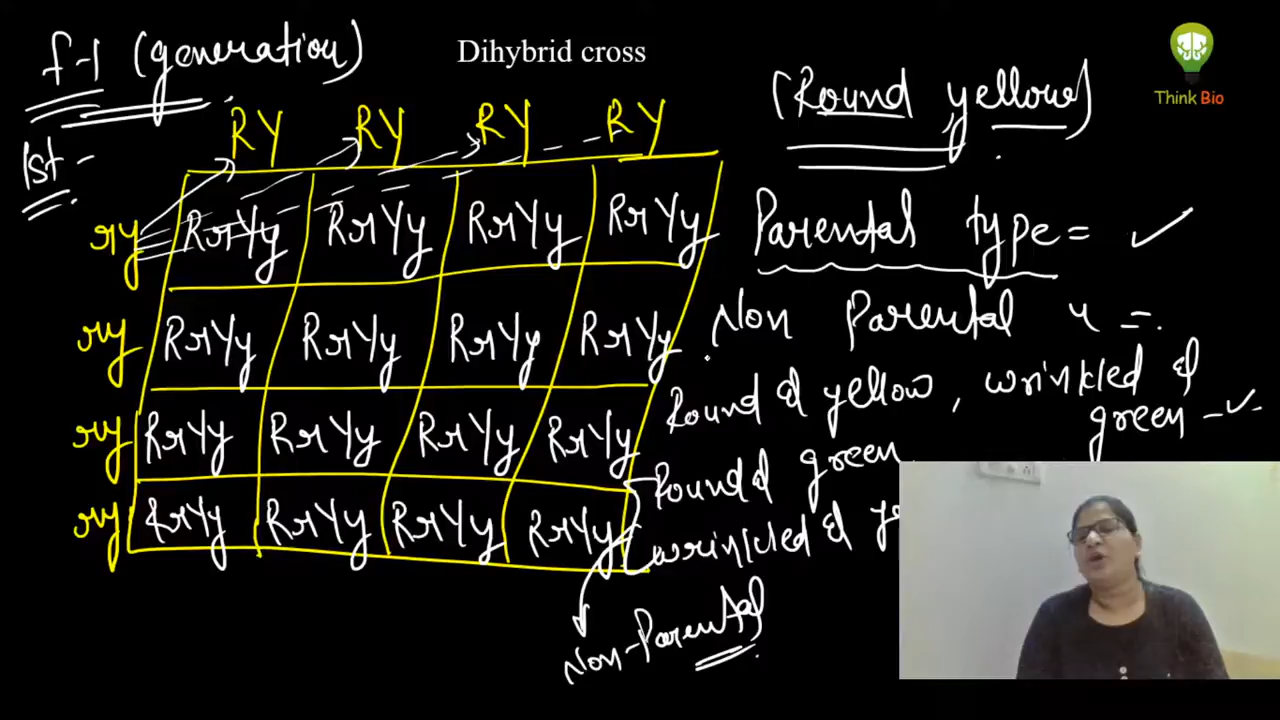 f-1 (generation)
Dihybrid cross
Think Bio
(Round yellow)
1st -
RY RY RY RY
ry RrYy RrYy RrYy RrYy
ry RrYy RrYy RrYy RrYy
ry RrYy RrYy RrYy RrYy
ry RrYy RrYy RrYy RrYy
Parental type = ✓
Non Parental " =
Round & yellow, wrinkled &
green - ✓
Round & green,
wrinkled & ye
Non-Parental